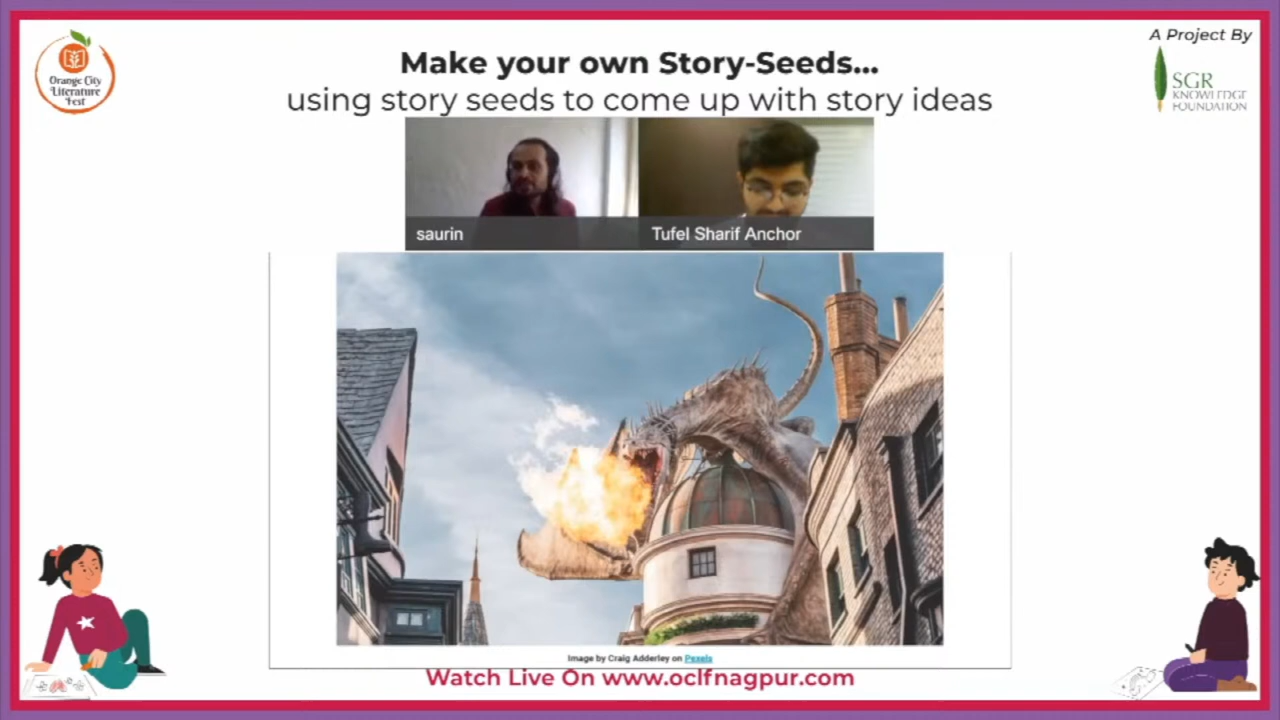 Orange City
Literature
Fest
A Project By
SGR
KNOWLEDGE
FOUNDATION
Make your own Story-Seeds...
using story seeds to come up with story ideas
saurin
Tufel Sharif Anchor
Image by Craig Adderley on Pexels
Watch Live On www.oclfnagpur.com